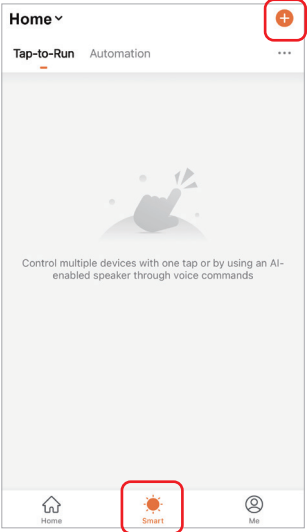 Home
Tap-to-Run Automation
Control multiple devices with one tap or by using an AI-
enabled speaker through voice commands
Home Smart Me